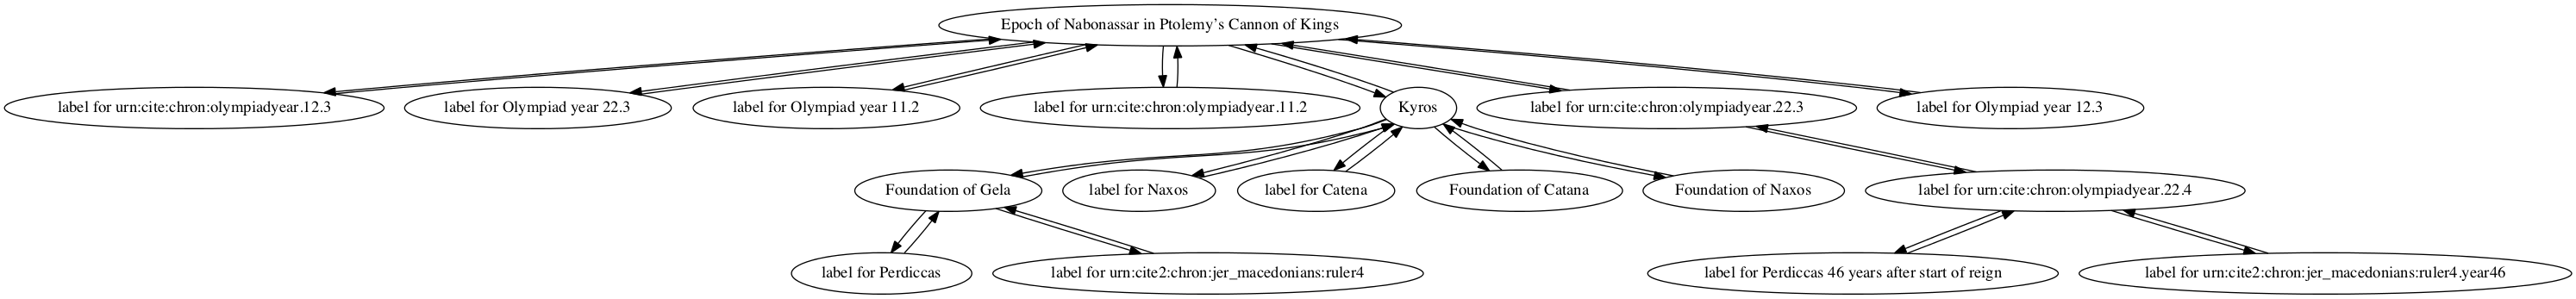 Epoch of Nabonassar in Ptolemy's Cannon of Kings
label for urn:cite:chron:olympiadyear.12.3
label for Olympiad year 22.3
label for Olympiad year 11.2
label for urn:cite:chron:olympiadyear.11.2
Kyros
label for urn:cite:chron:olympiadyear.22.3
label for Olympiad year 12.3
Foundation of Gela
label for Naxos
label for Catena
Foundation of Catana
Foundation of Naxos
label for urn:cite:chron:olympiadyear.22.4
label for Perdiccas
label for urn:cite2:chron:jer_macedonians:ruler4
label for Perdiccas 46 years after start of reign
label for urn:cite2:chron:jer_macedonians:ruler4.year46